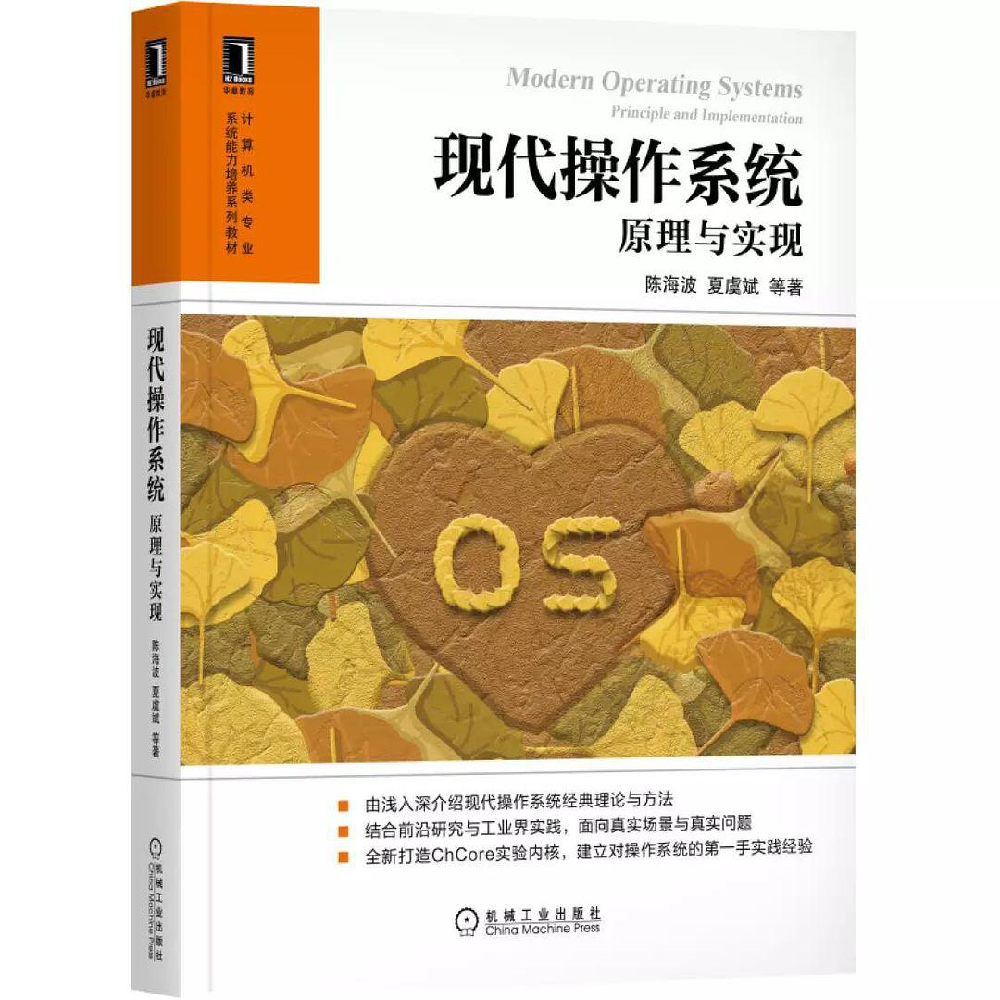 HZ Books
华章教育
计算机类专业
系统能力培养系列教材
Modern Operating Systems
Principle and Implementation
现代操作系统
原理与实现
陈海波 夏虞斌 等著
OS
由浅入深介绍现代操作系统经典理论与方法
结合前沿研究与工业界实践，面向真实场景与真实问题
全新打造ChCore实验内核，建立对操作系统的第一手实践经验
机械工业出版社
China Machine Press
HZ Books
华章教育
现代操作系统
原理与实现
陈海波 夏虞斌 等著
机械工业出版社
China Machine Press